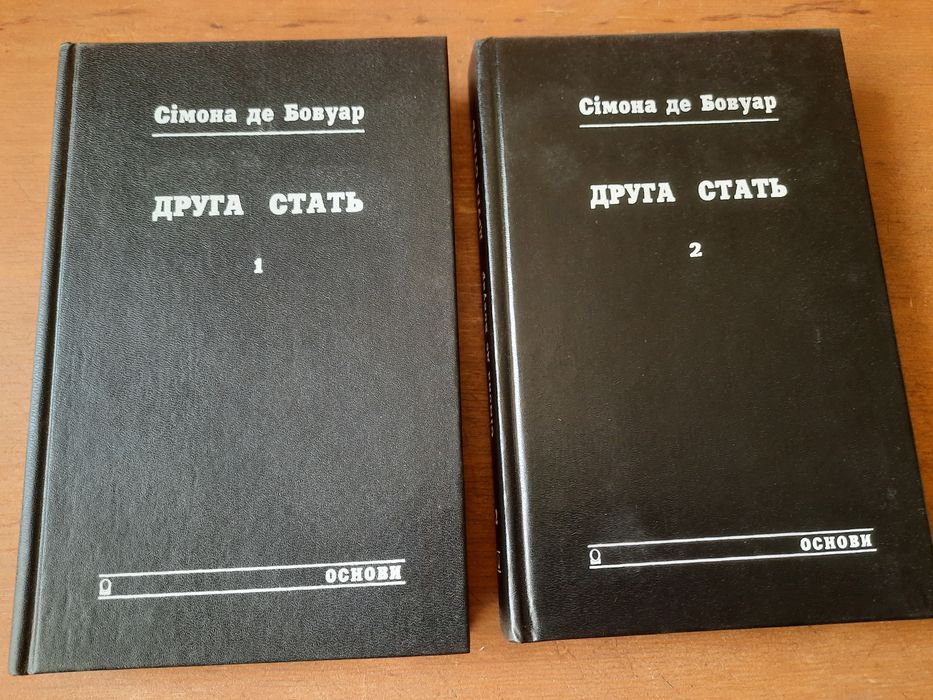 Сімона де Бовуар
ДРУГА СТАТЬ
1
ОСНОВИ
Сімона де Бовуар
ДРУГА СТАТЬ
2
ОСНОВИ